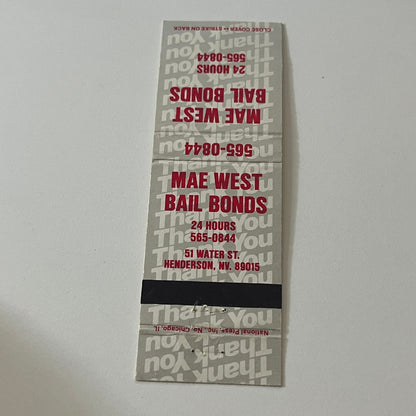 CLOSE COVER BEFORE STRIKE ON BACK
MAE WEST
BAIL BONDS
24 HOURS
565-0844
565-0844
MAE WEST
BAIL BONDS
24 HOURS
565-0844
51 WATER ST.
HENDERSON, NV. 89015
National Press, Inc., No. Chicago, IL
Thank You